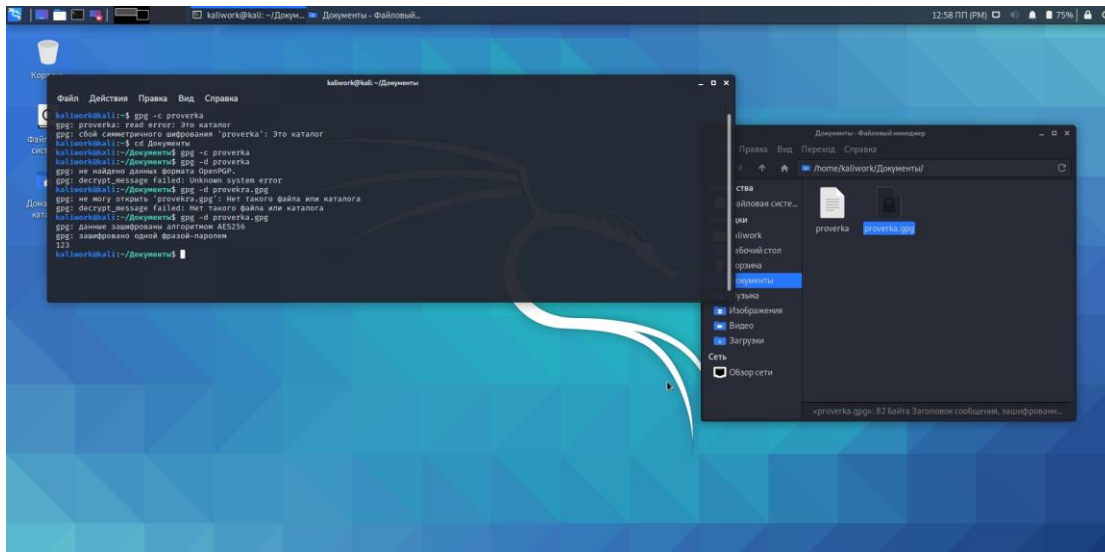 kaliwork@kali: ~/Докум...
Документы - Файловый...
12:58 ПП (PM)
75%
kaliwork@kali: ~/Документы
Файл Действия Правка Вид Справка
kaliwork@kali:~$ gpg -c proverka
gpg: proverka: read error: Это каталог
gpg: сбой симметричного шифрования 'proverka': Это каталог
kaliwork@kali:~$ cd Документы
kaliwork@kali:~/Документы$ gpg -c proverka
kaliwork@kali:~/Документы$ gpg -d proverka
gpg: не найдено данных формата OpenPGP.
gpg: decrypt_message failed: Unknown system error
kaliwork@kali:~/Документы$ gpg -d provekra.gpg
gpg: не могу открыть 'provekra.gpg': Нет такого файла или каталога
gpg: decrypt_message failed: Нет такого файла или каталога
kaliwork@kali:~/Документы$ gpg -d proverka.gpg
gpg: данные зашифрованы алгоритмом AES256
gpg: зашифровано одной фразой-паролем
123
kaliwork@kali:~/Документы$
Документы - Файловый менеджер
Правка Вид Переход Справка
/home/kaliwork/Документы/
ства
айловая систе...
дки
aliwork
абочий стол
орзина
окументы
узыка
Изображения
Видео
Загрузки
Сеть
Обзор сети
proverka
proverka.gpg
«proverka.gpg»: 82 байта Заголовок сообщения, зашифрованн...